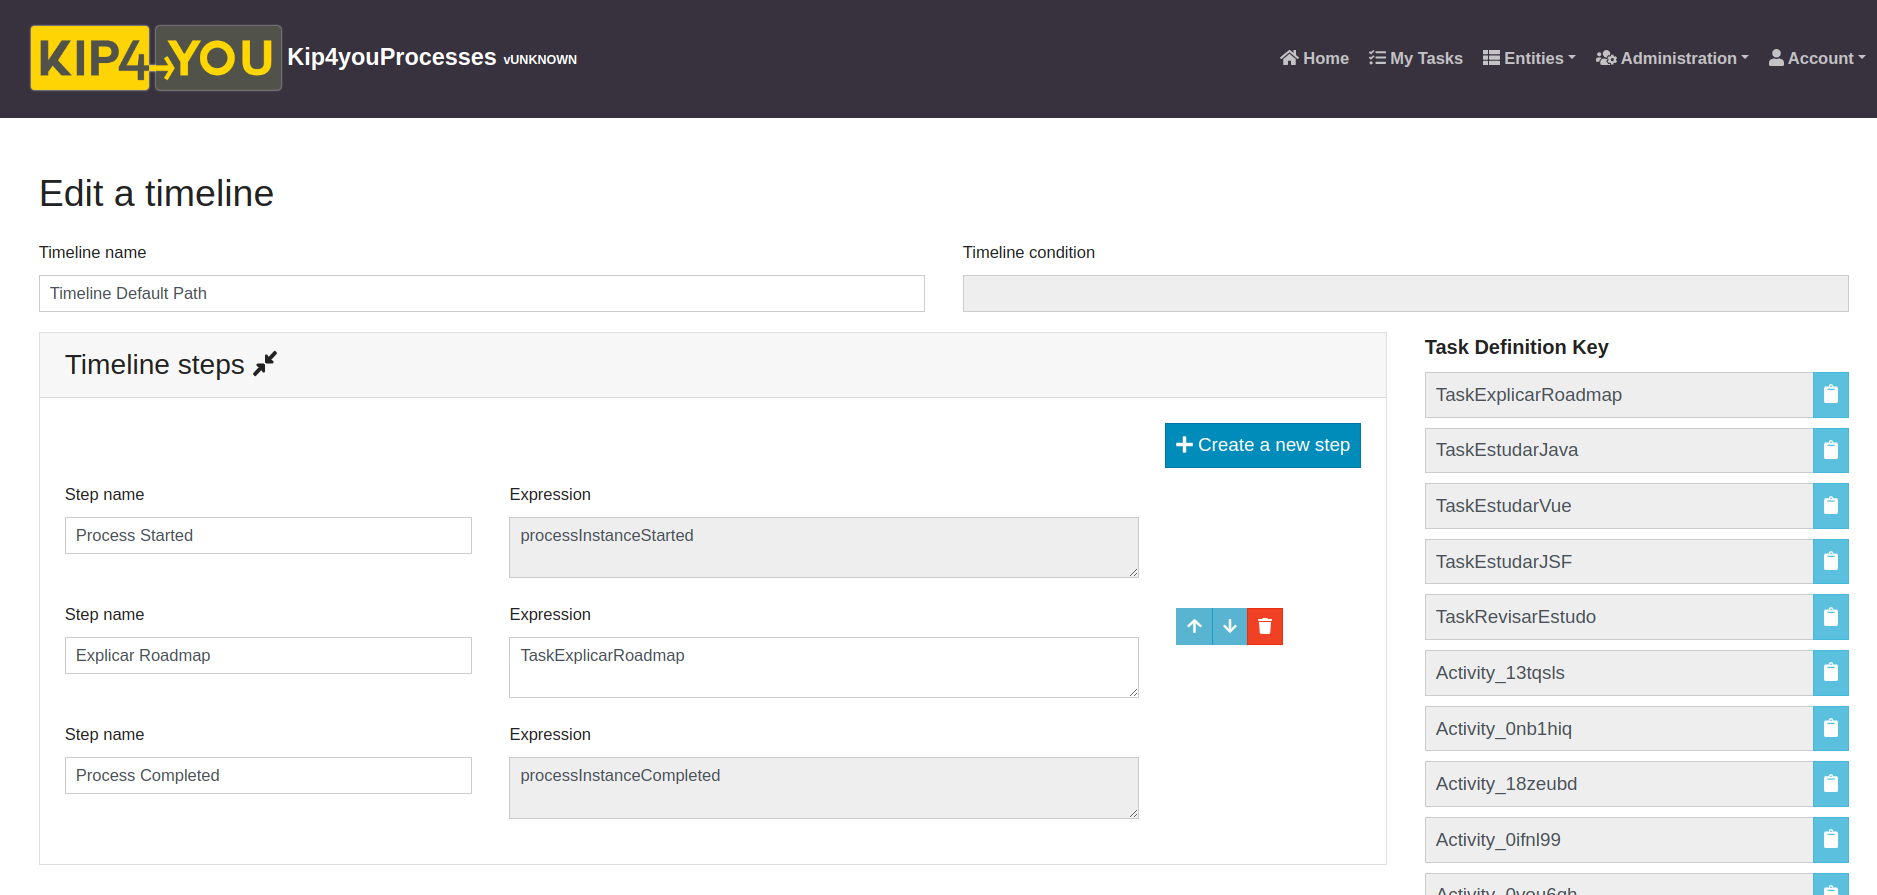 KIP4YOU Kip4youProcesses vUNKNOWN Home My Tasks Entities Administration Account
Edit a timeline
Timeline name
Timeline Default Path
Timeline condition
Timeline steps
Create a new step
Step name Expression
Process Started processInstanceStarted
Step name Expression
Explicar Roadmap TaskExplicarRoadmap
Step name Expression
Process Completed processInstanceCompleted
Task Definition Key
TaskExplicarRoadmap
TaskEstudarJava
TaskEstudarVue
TaskEstudarJSF
TaskRevisarEstudo
Activity_13tqsls
Activity_0nb1hiq
Activity_18zeubd
Activity_0ifnl99